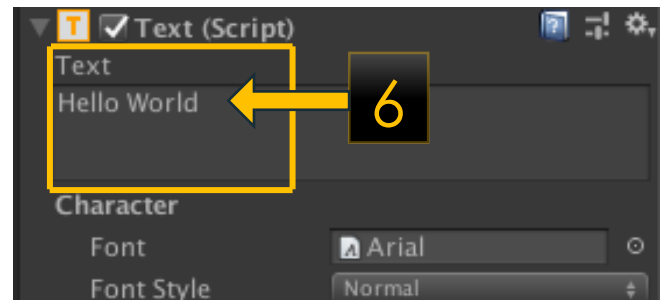 Text (Script)
Text
Hello World
6
Character
Font Arial
Font Style Normal